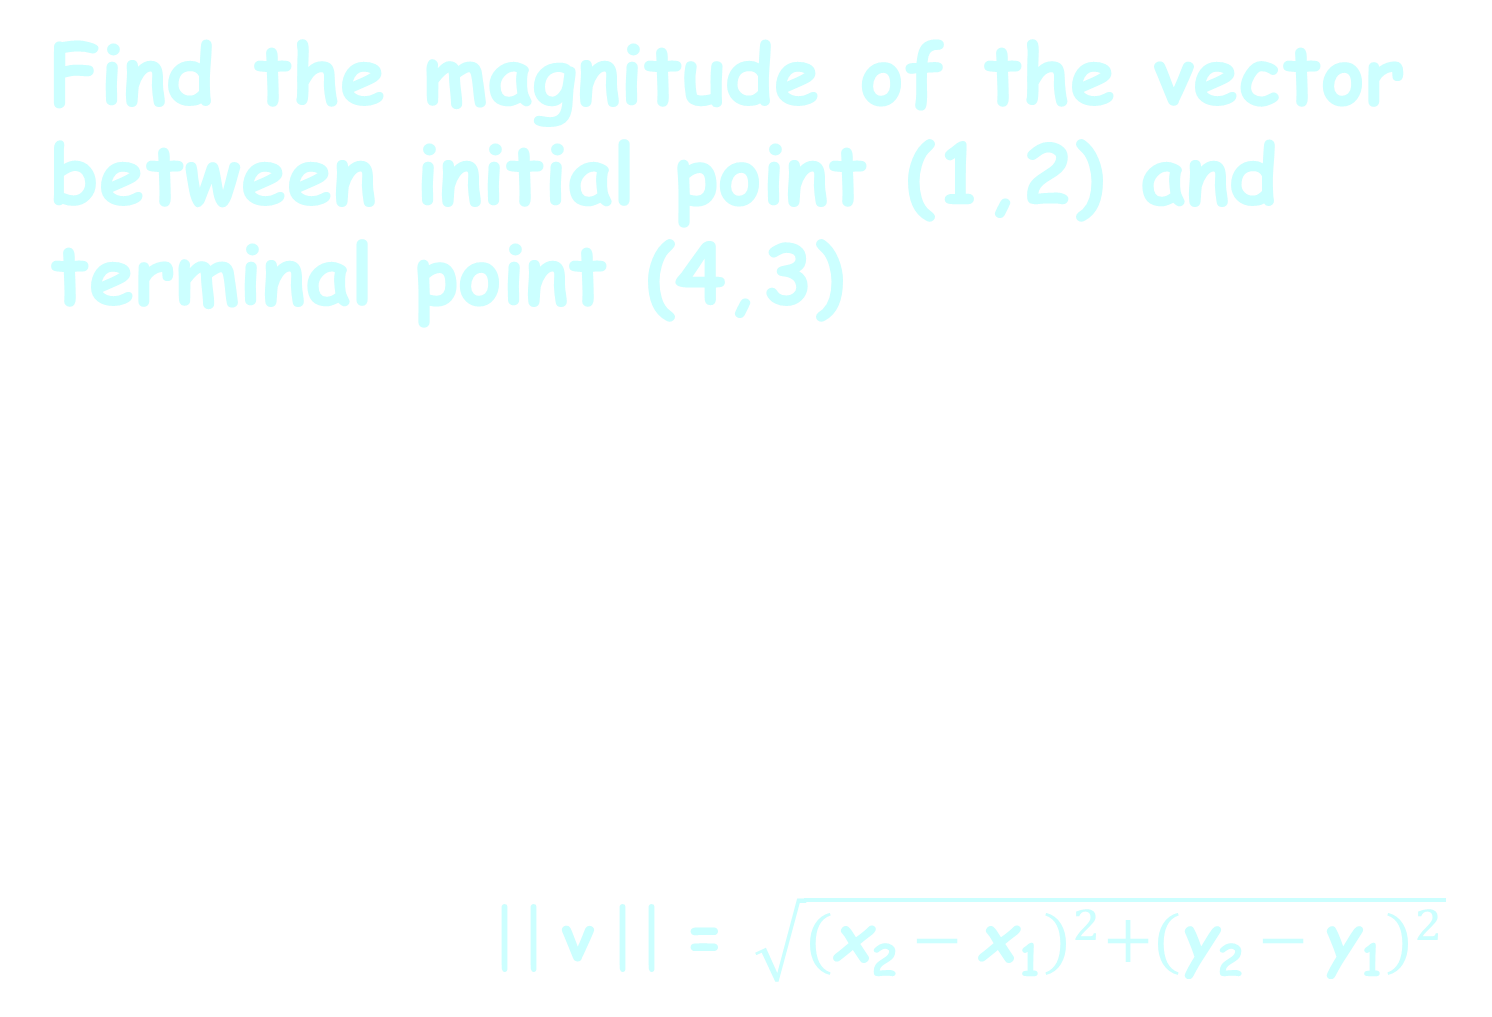 Find the magnitude of the vector
between initial point (1,2) and
terminal point (4,3)
||v|| = √(x₂ − x₁)²+(y₂ − y₁)²